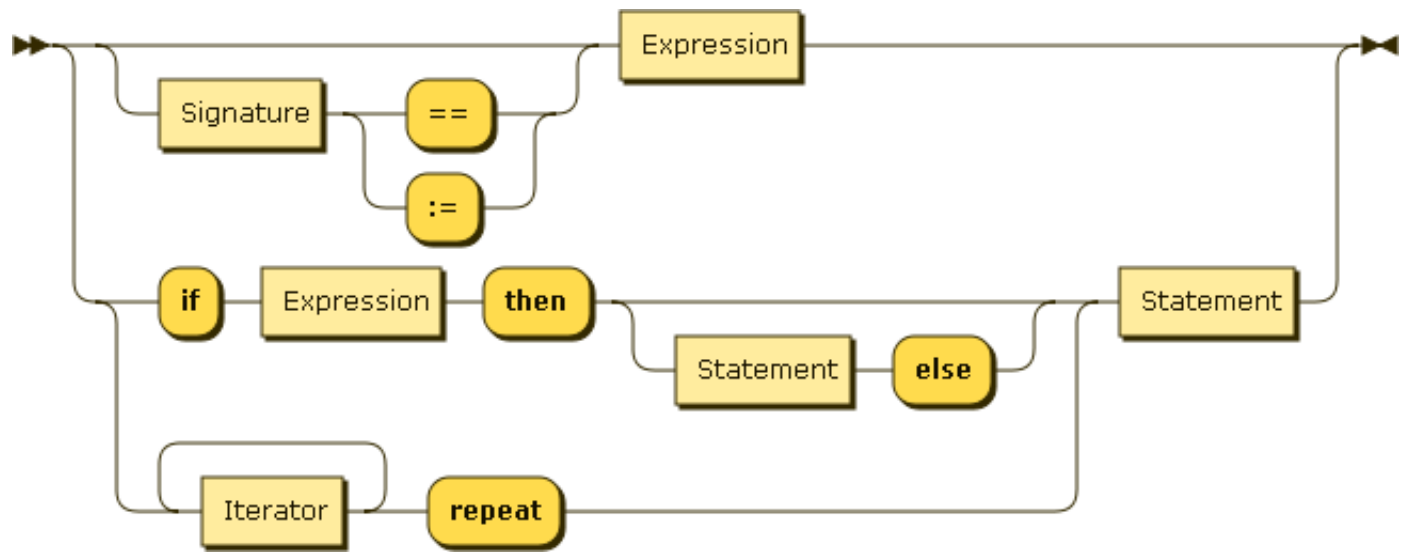 Expression
Signature ==
:=
if Expression then Statement
Statement else
Iterator repeat